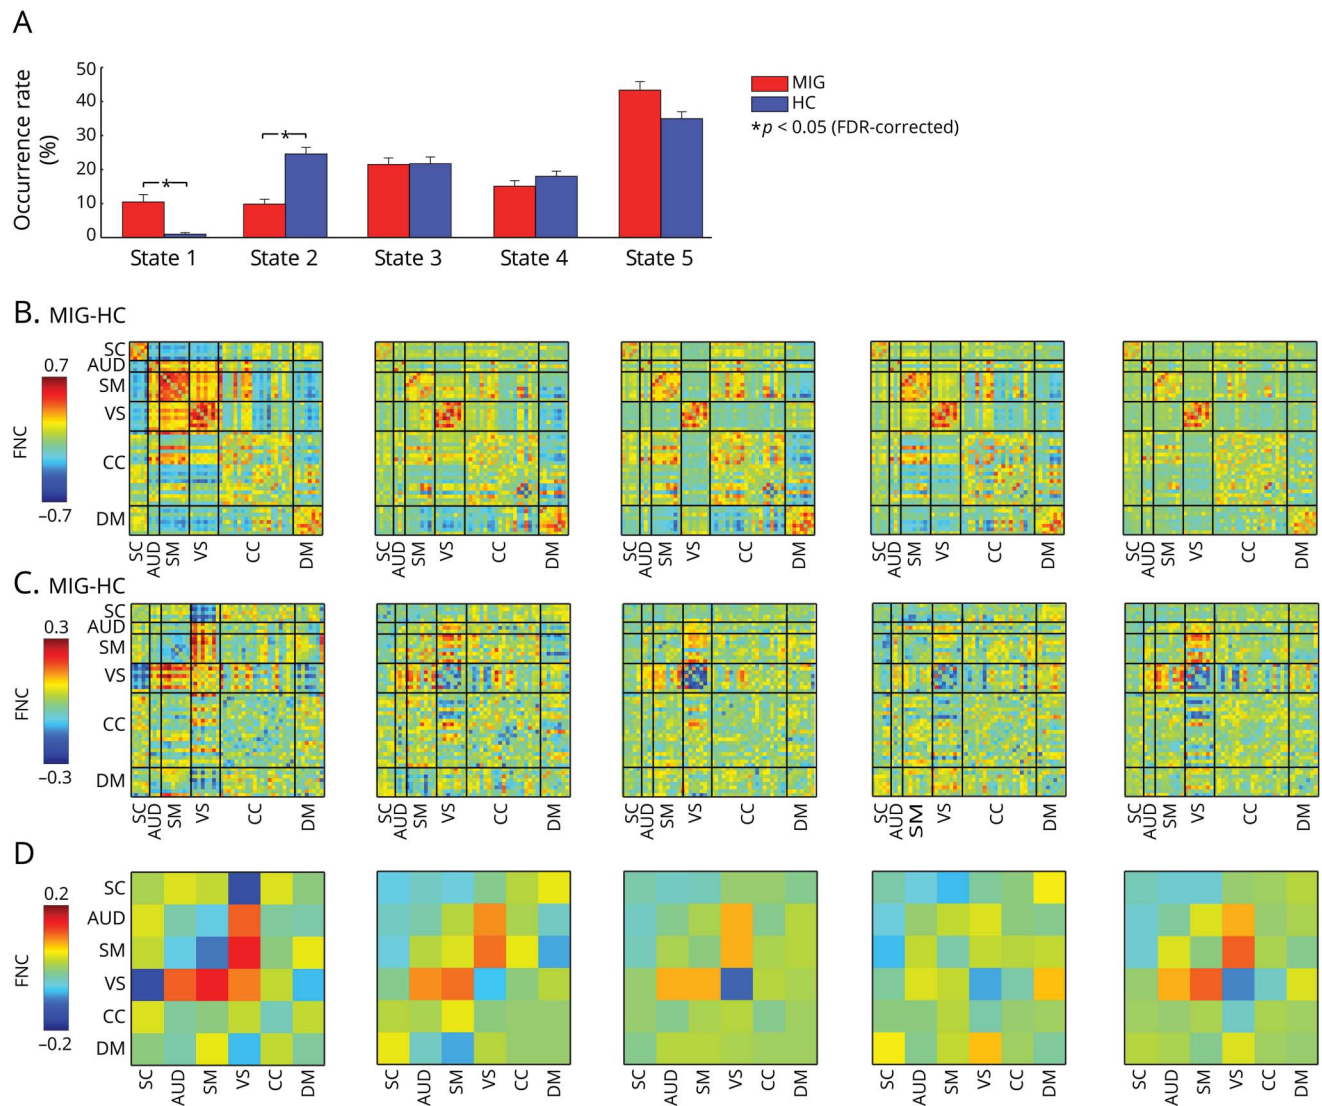 A
50
40
30
20
10
0
Occurrence rate
(%)
MIG
HC
*p < 0.05 (FDR-corrected)
*
*
State 1 State 2 State 3 State 4 State 5
B. MIG-HC
0.7
FNC
−0.7
SC
AUD
SM
VS
CC
DM
SC AUD SM VS CC DM SC AUD SM VS CC DM SC AUD SM VS CC DM SC AUD SM VS CC DM SC AUD SM VS CC DM
C. MIG-HC
0.3
FNC
−0.3
SC
AUD
SM
VS
CC
DM
SC AUD SM VS CC DM SC AUD SM VS CC DM SC AUD SM VS CC DM SC AUD SM VS CC DM SC AUD SM VS CC DM
D
0.2
FNC
−0.2
SC
AUD
SM
VS
CC
DM
SC AUD SM VS CC DM SC AUD SM VS CC DM SC AUD SM VS CC DM SC AUD SM VS CC DM SC AUD SM VS CC DM